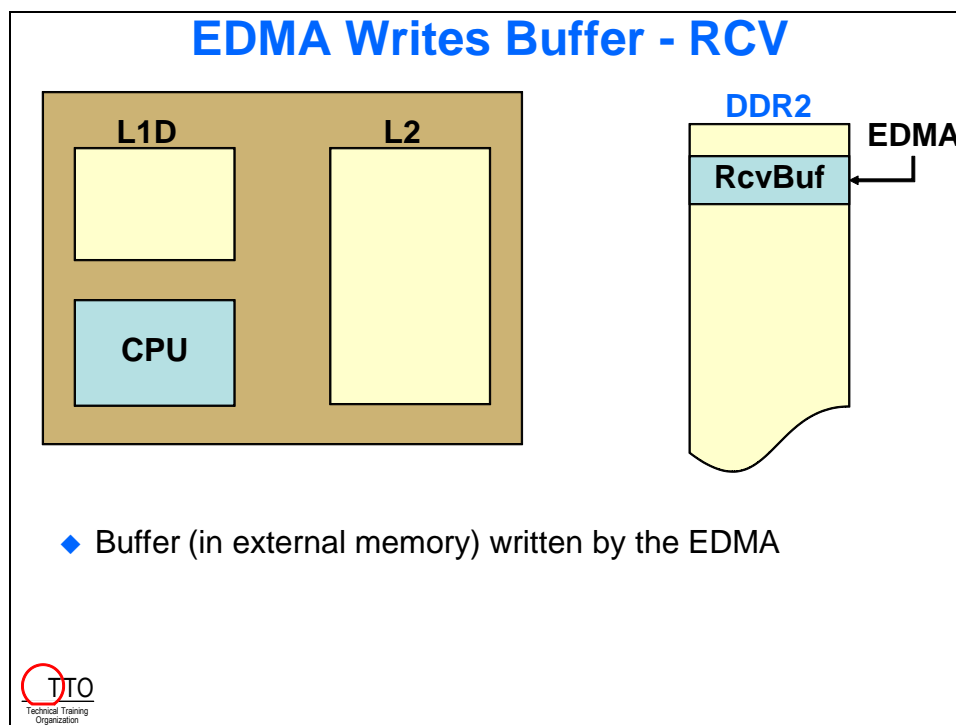 EDMA Writes Buffer - RCV
L1D
L2
CPU
DDR2
EDMA
RcvBuf
◆ Buffer (in external memory) written by the EDMA
TTO
Technical Training
Organization